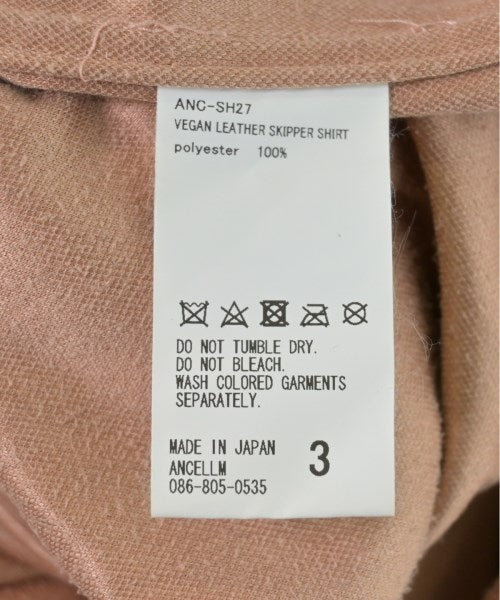 ANC-SH27
VEGAN LEATHER SKIPPER SHIRT
polyester 100%
DO NOT TUMBLE DRY.
DO NOT BLEACH.
WASH COLORED GARMENTS
SEPARATELY.
MADE IN JAPAN
ANCELLM
086-805-0535
3